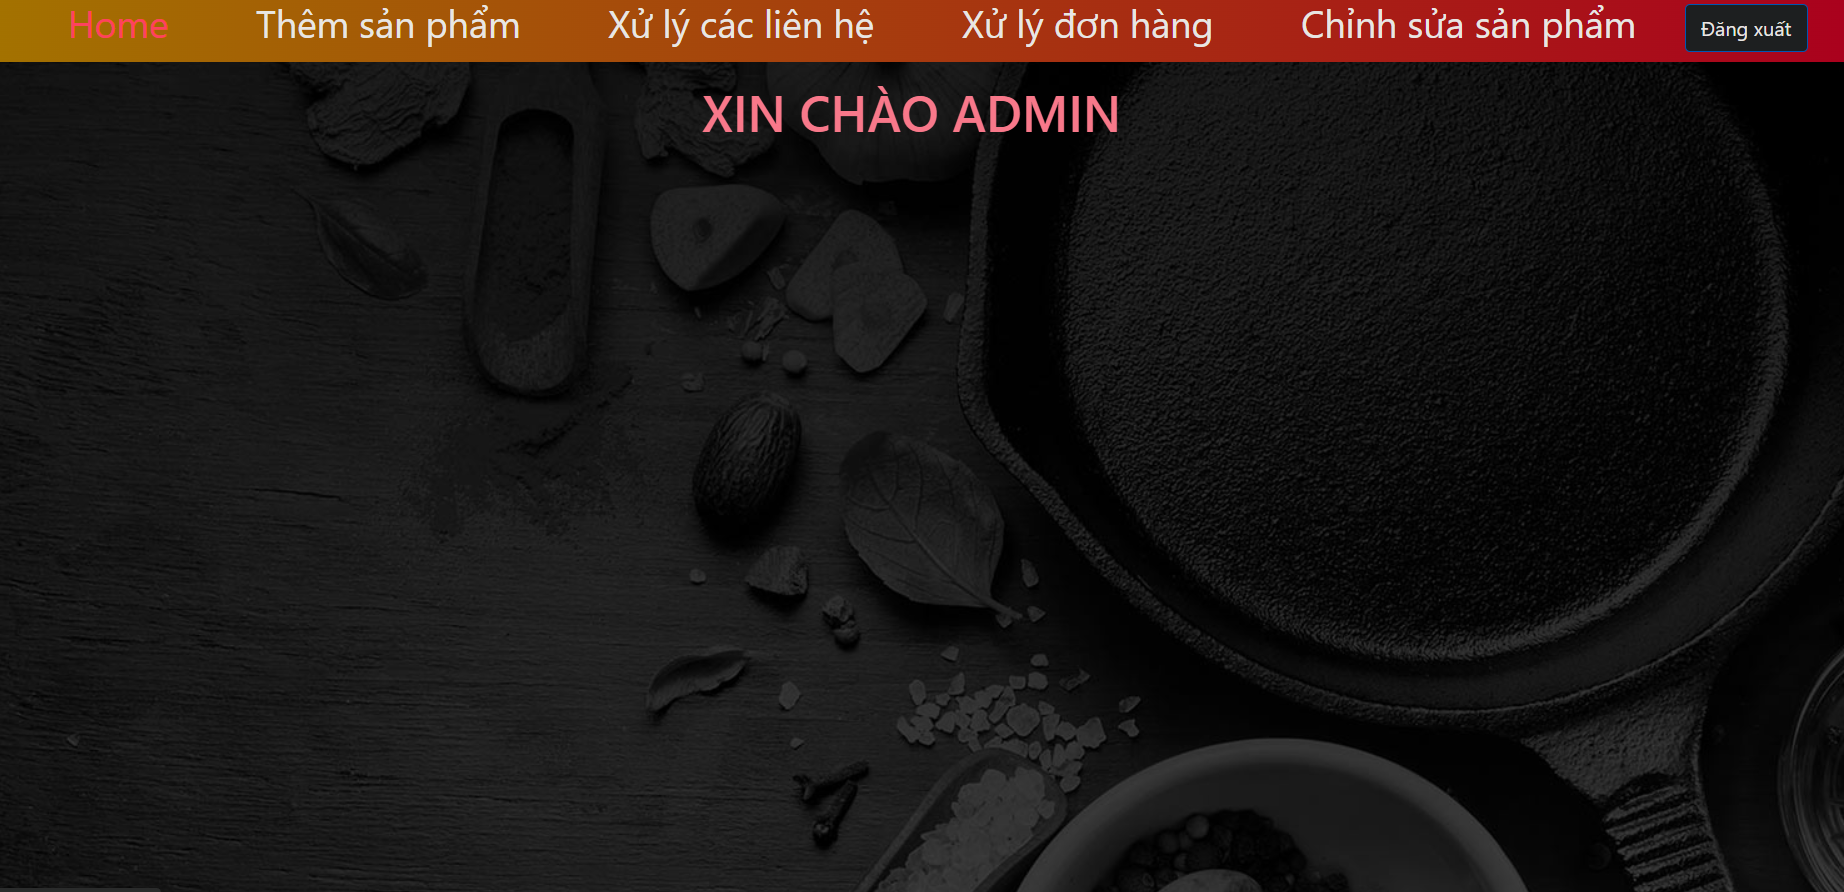 Home Thêm sản phẩm Xử lý các liên hệ Xử lý đơn hàng Chỉnh sửa sản phẩm Đăng xuất
XIN CHÀO ADMIN